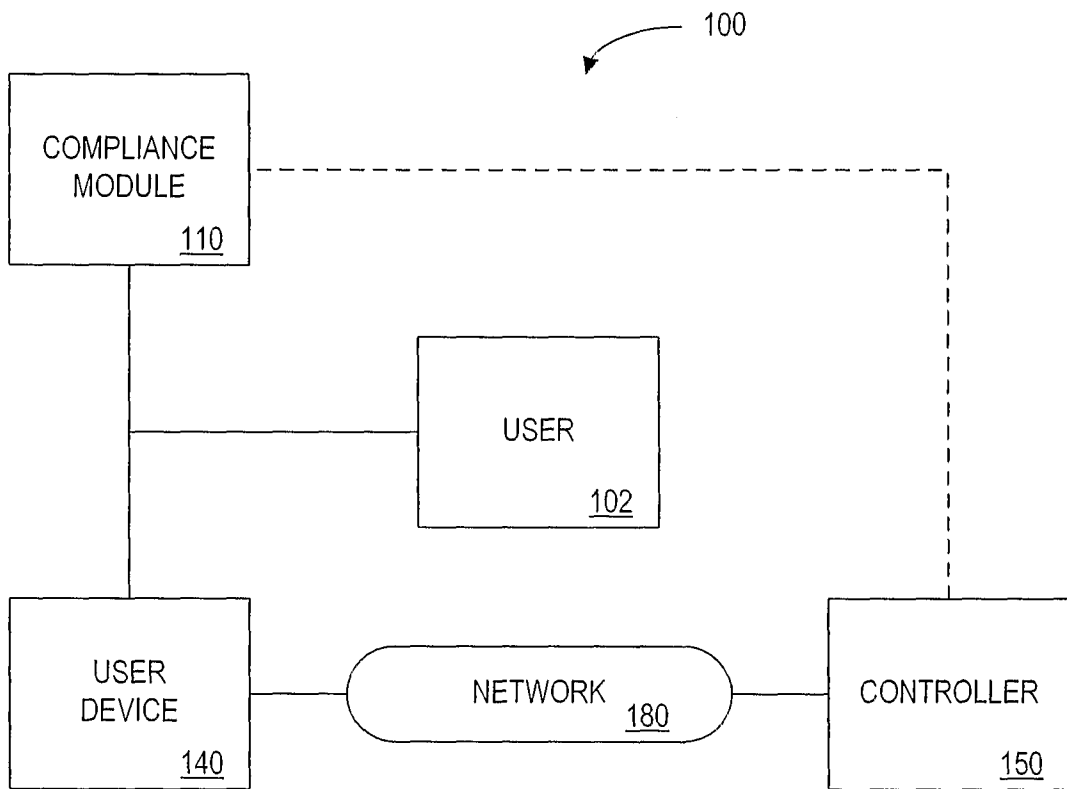 100
COMPLIANCE
MODULE
110
USER
102
USER
DEVICE
140
NETWORK
180
CONTROLLER
150